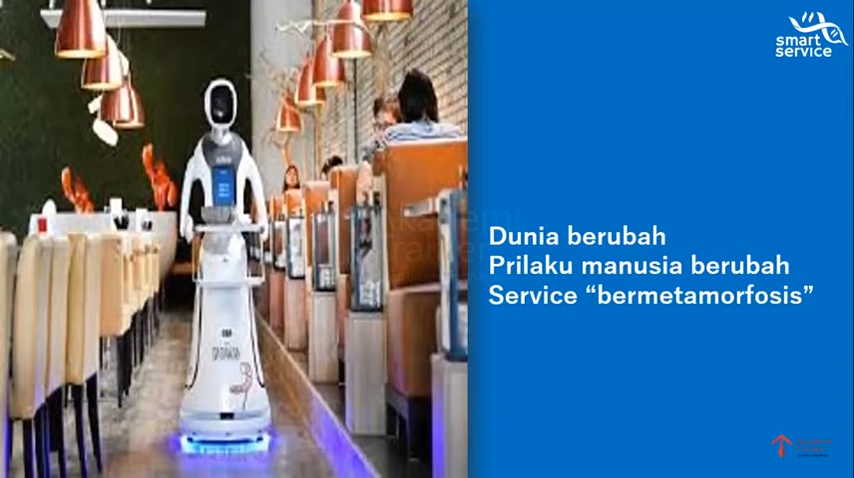 smart
service
Dunia berubah
Prilaku manusia berubah
Service “bermetamorfosis”